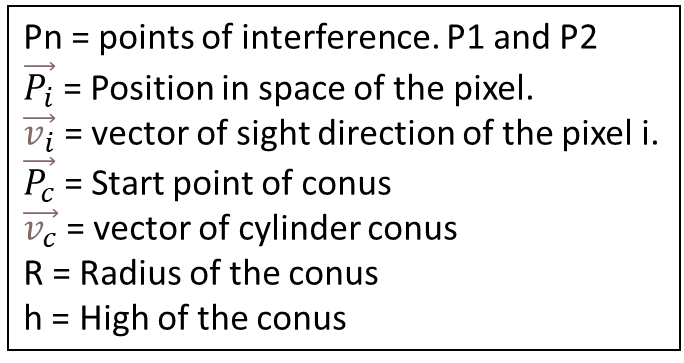 Pn = points of interference. P1 and P2
$\overrightarrow{P_i}$ = Position in space of the pixel.
$\overrightarrow{v_i}$ = vector of sight direction of the pixel i.
$\overrightarrow{P_c}$ = Start point of conus
$\overrightarrow{v_c}$ = vector of cylinder conus
R = Radius of the conus
h = High of the conus